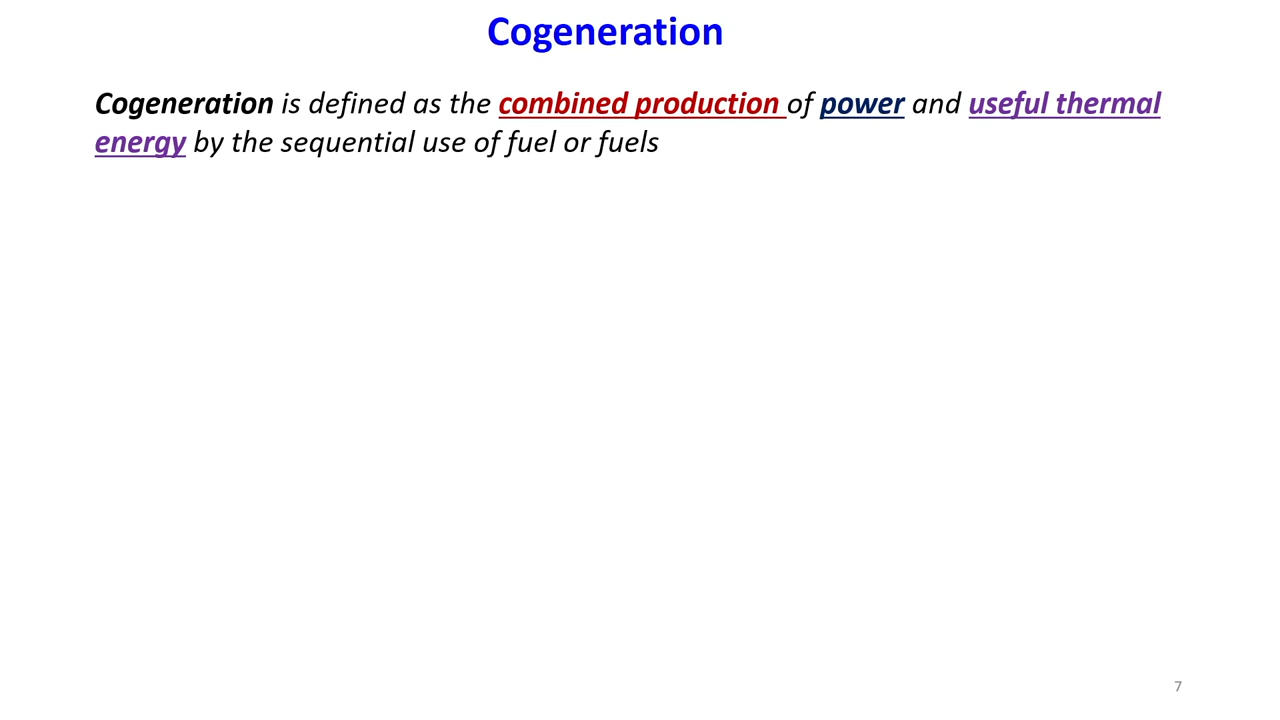 Cogeneration
Cogeneration is defined as the combined production of power and useful thermal
energy by the sequential use of fuel or fuels
7